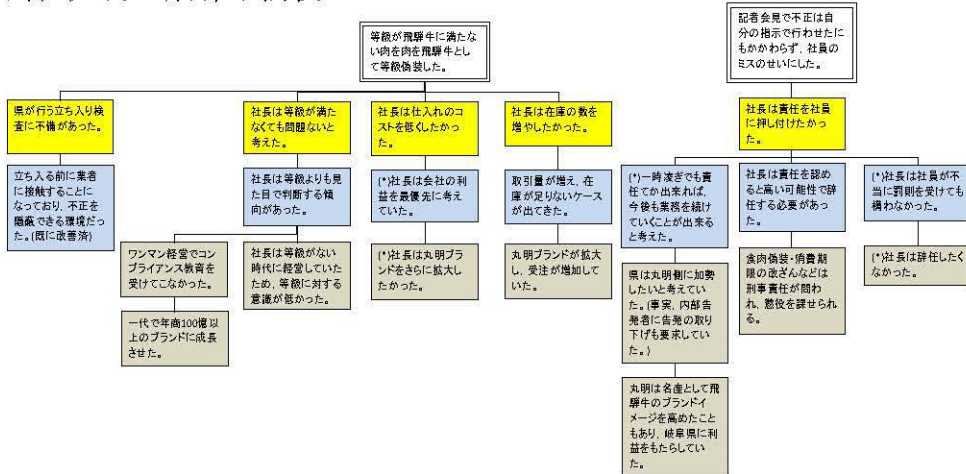 等級が飛騨牛に満たな
い肉を肉を飛騨牛とし
て等級偽装した。
記者会見で不正は自
分の指示で行わせたに
もかかわらず、社員の
ミスのせいにした。
県が行う立ち入り検
査に不備があった。
社長は等級が満た
なくても問題ないと
考えた。
社長は仕入れのコ
ストを低くしたかっ
た。
社長は在庫の数を
増やしたかった。
社長は責任を社員
に押し付けたかっ
た。
立ち入る前に業者
に接触することに
なっており、不正を
隠蔽できる環境だっ
た。(既に改善済)
社長は等級よりも見
た目で判断する傾
向があった。
(*)社長は会社の利
益を最優先に考え
ていた。
取引量が増え、在
庫が足りないケース
が出てきた。
(*)一時凌ぎでも責
任てか出来れば、
今後も業務を続け
ていくことが出来る
と考えた。
社長は責任を認め
ると高い可能性で辞
任する必要があっ
た。
(*)社長は社員が不
当に罰則を受けても
構わなかった。
ワンマン経営でコン
プライアンス教育を
受けてこなかった。
社長は等級がない
時代に経営していた
ため、等級に対する
意識が低かった。
(*)社長は丸明ブラ
ンドをさらに拡大し
たかった。
丸明ブランドが拡大
し、受注が増加して
いた。
県は丸明側に加勢
したいと考えてい
た。(事実、内部告
発者に告発の取り
下げも要求してい
た。)
食肉偽装・消費期
限の改ざんなどは
刑事責任が問わ
れ、懲役を課せられ
る。
(*)社長は辞任したく
なかった。
一代で年商100億以
上のブランドに成長
させた。
丸明は名産として飛
騨牛のブランドイ
メージを高めたこと
もあり、岐阜県に利
益をもたらしてい
た。